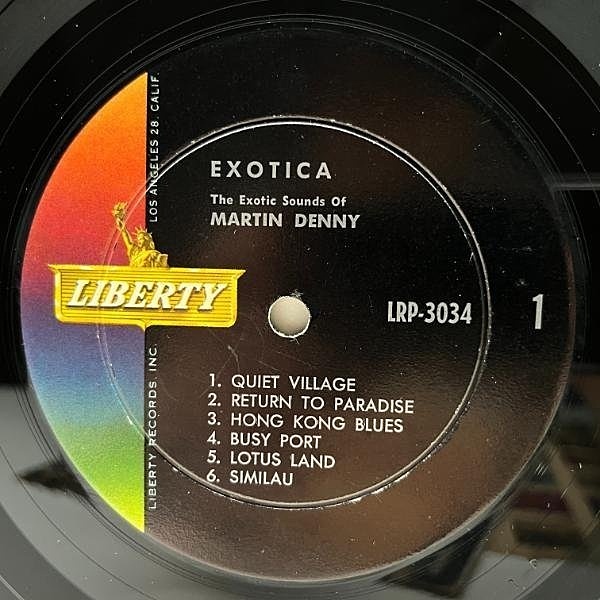 EXOTICA
The Exotic Sounds Of
MARTIN DENNY
LIBERTY
LRP-3034
1
1. QUIET VILLAGE
2. RETURN TO PARADISE
3. HONG KONG BLUES
4. BUSY PORT
5. LOTUS LAND
6. SIMILAU
LIBERTY RECORDS INC.
LOS ANGELES 28, CALIF.